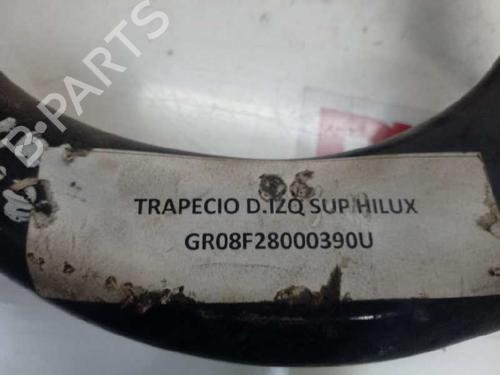 B-PARTS
TRAPECIO D.IZQ SUP HILUX
GR08F28000390U